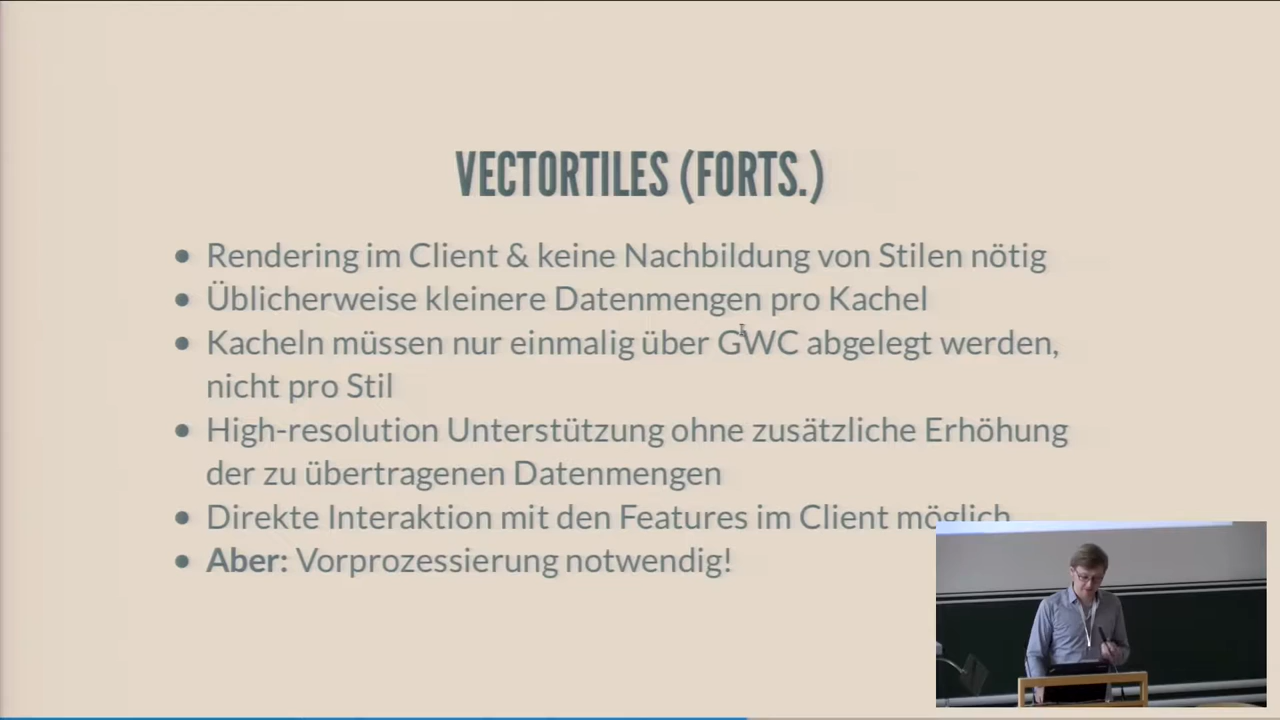 VECTORTILES (FORTS.)
• Rendering im Client & keine Nachbildung von Stilen nötig
• Üblicherweise kleinere Datenmengen pro Kachel
• Kacheln müssen nur einmalig über GWC abgelegt werden,
nicht pro Stil
• High-resolution Unterstützung ohne zusätzliche Erhöhung
der zu übertragenen Datenmengen
• Direkte Interaktion mit den Features im Client möglich
• Aber: Vorprozessierung notwendig!